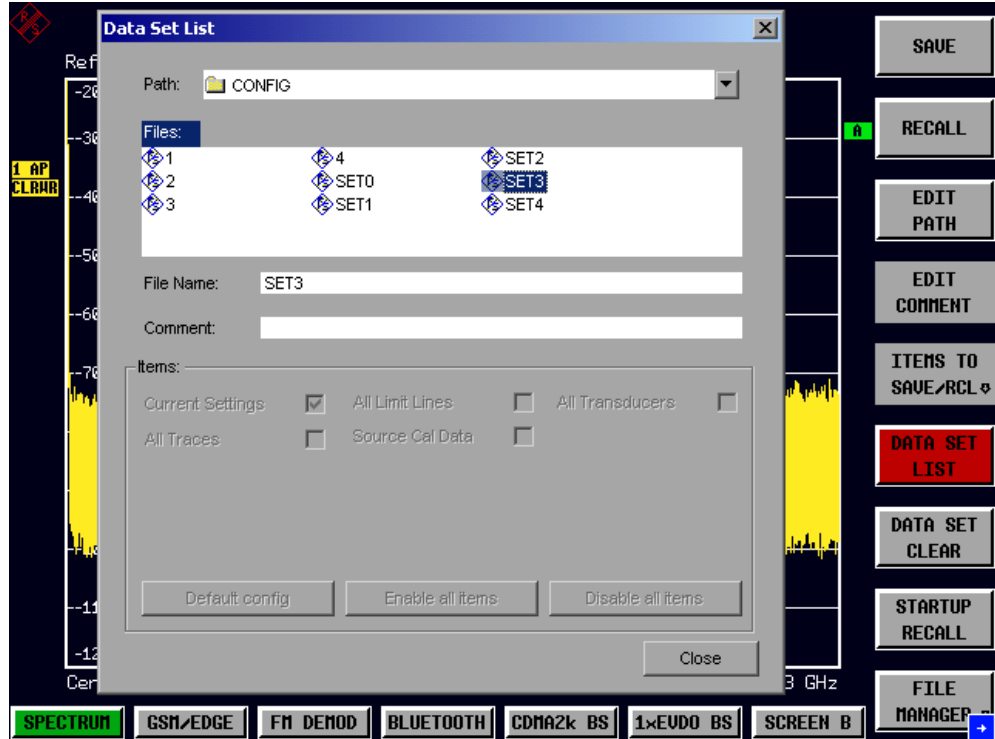 R S
Data Set List
Path: CONFIG
Files:
1 4 SET2
2 SET0 SET3
3 SET1 SET4
File Name: SET3
Comment:
Items:
Current Settings All Limit Lines All Transducers
All Traces Source Cal Data
Default config Enable all items Disable all items
Close
Ref
-20
--30
--40
--50
--60
--70
--11
-12
1 AP
CLRWR
A
Cen
3 GHz
SAVE
RECALL
EDIT
PATH
EDIT
COMMENT
ITEMS TO
SAVE/RCL
DATA SET
LIST
DATA SET
CLEAR
STARTUP
RECALL
FILE
MANAGER
SPECTRUM GSM/EDGE FM DEMOD BLUETOOTH CDMA2k BS 1xEVDO BS SCREEN B